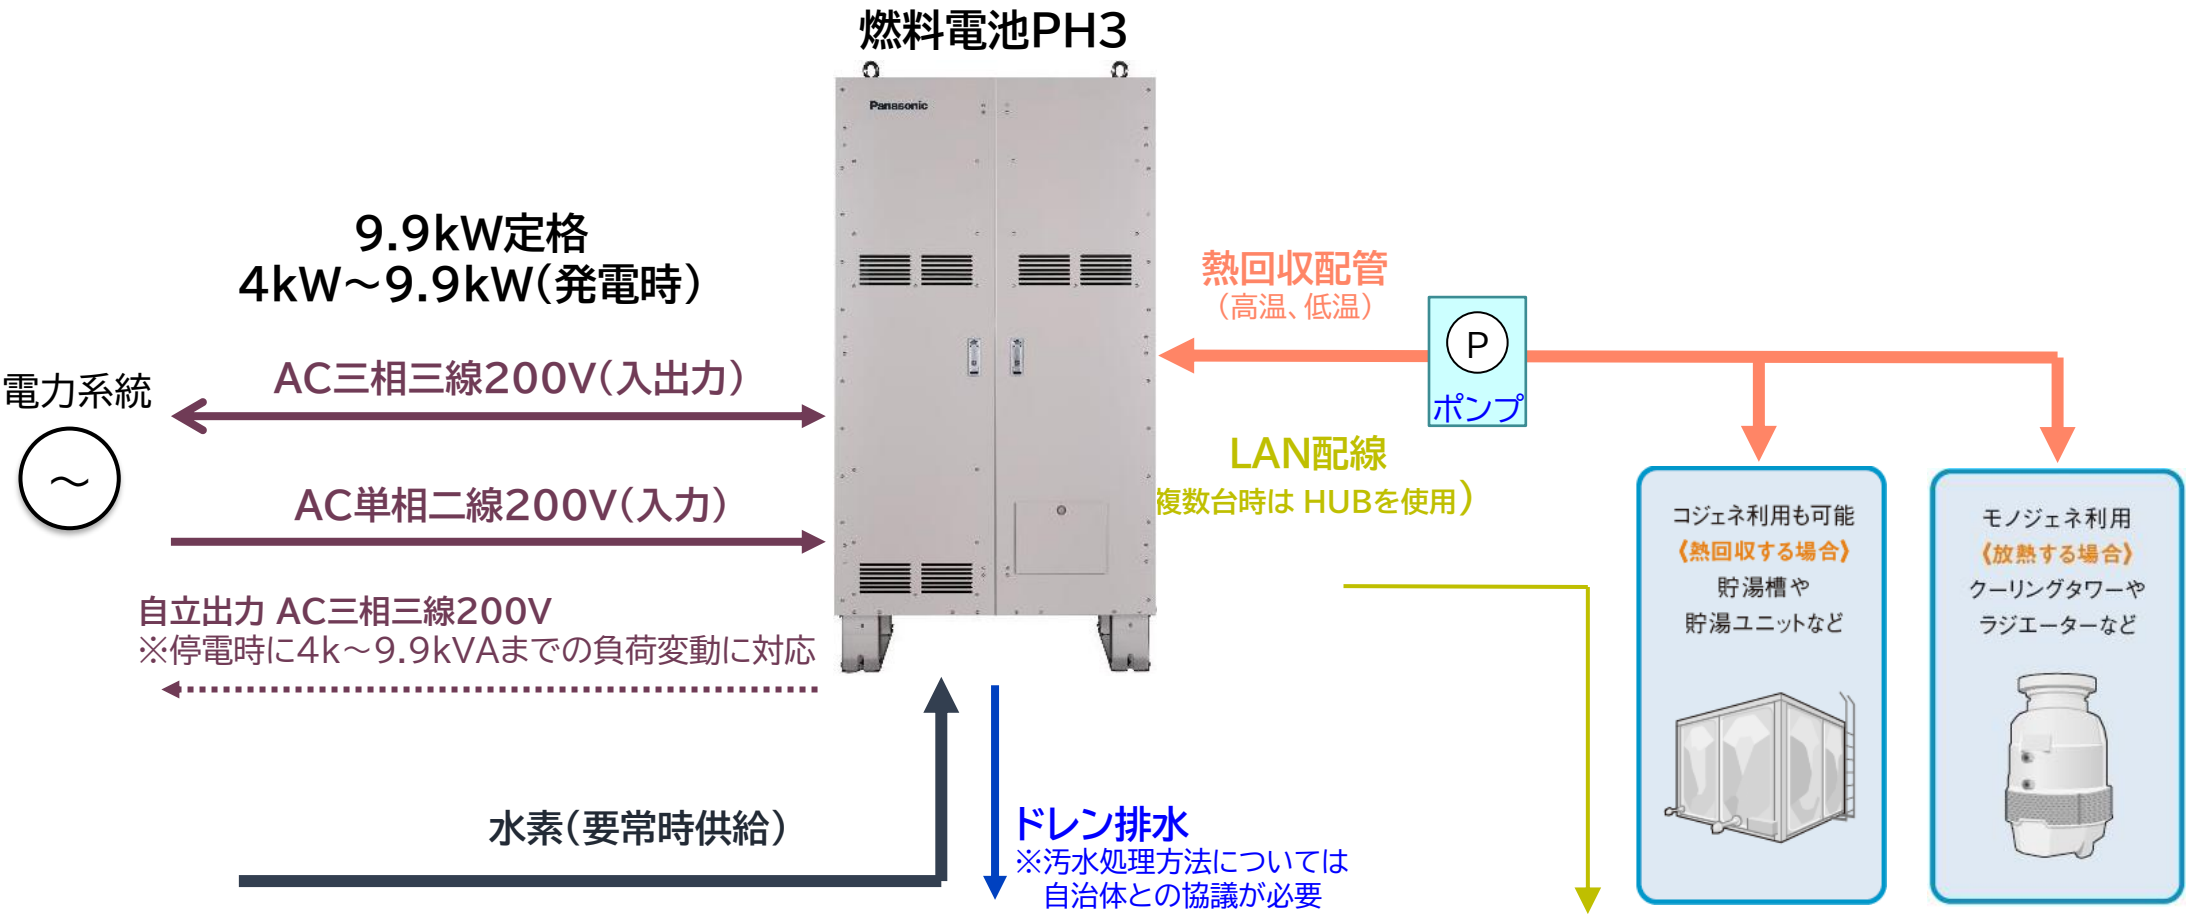 燃料電池PH3
Panasonic
9.9kW定格
4kW～9.9kW(発電時)
電力系統
～
AC三相三線200V(入出力)
AC単相二線200V(入力)
自立出力 AC三相三線200V
※停電時に4k～9.9kVAまでの負荷変動に対応
水素(要常時供給)
ドレン排水
※汚水処理方法については
自治体との協議が必要
熱回収配管
(高温、低温)
P
ポンプ
LAN配線
複数台時は HUBを使用)
コジェネ利用も可能
《熱回収する場合》
貯湯槽や
貯湯ユニットなど
モノジェネ利用
《放熱する場合》
クーリングタワーや
ラジエーターなど